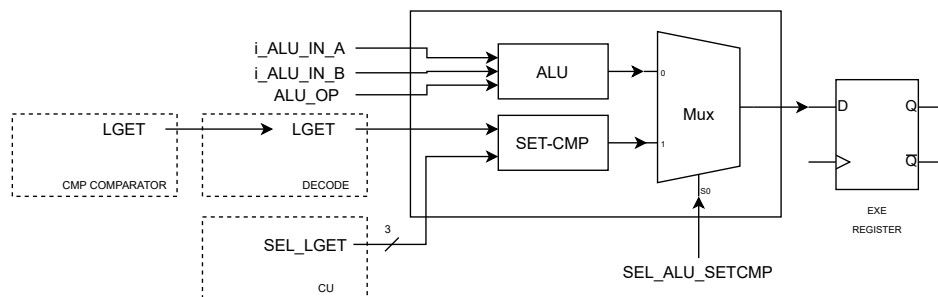 i_ALU_IN_A
i_ALU_IN_B
ALU_OP
ALU
0
Mux
D
Q
LGET
LGET
SET-CMP
1
Q̅
CMP COMPARATOR
DECODE
S0
EXE
REGISTER
3
SEL_LGET
SEL_ALU_SETCMP
CU